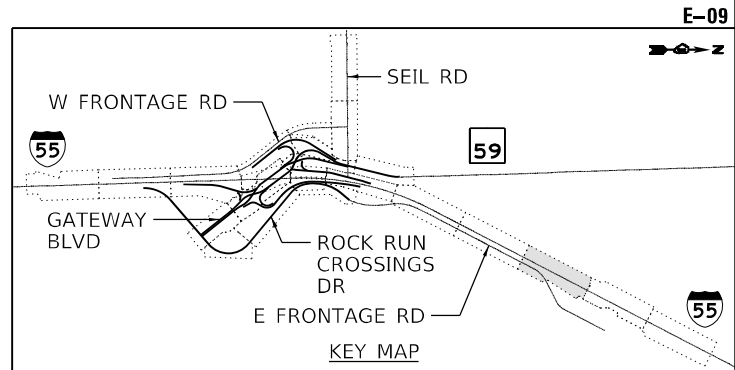 E-09
Z
SEIL RD
W FRONTAGE RD
55
59
GATEWAY
BLVD
ROCK RUN
CROSSINGS
DR
E FRONTAGE RD
55
KEY MAP